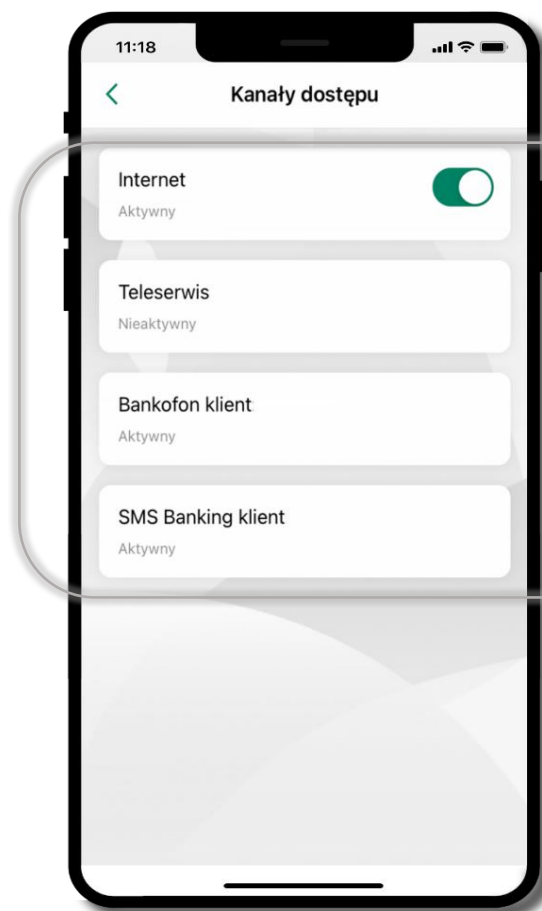 11:18
Kanały dostępu
Internet
Aktywny
Teleserwis
Nieaktywny
Bankofon klient
Aktywny
SMS Banking klient
Aktywny